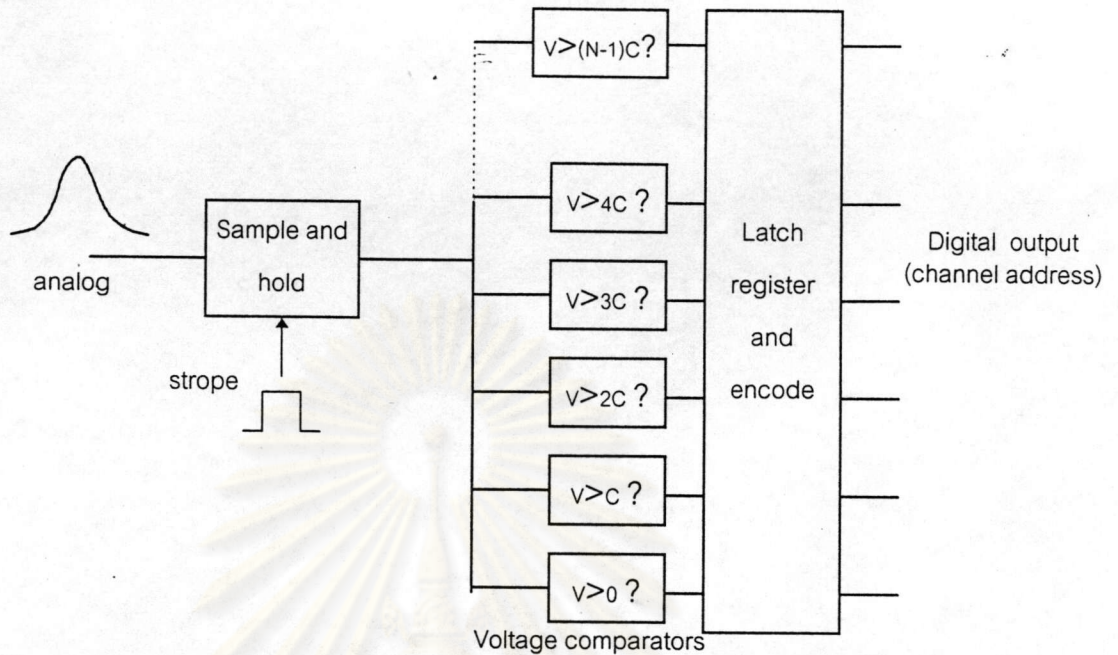 V>(N-1)C?
V>4C ?
V>3C ?
V>2C ?
V>C ?
V>0 ?
Sample and
hold
analog
strope
Latch
register
and
encode
Digital output
(channel address)
Voltage comparators